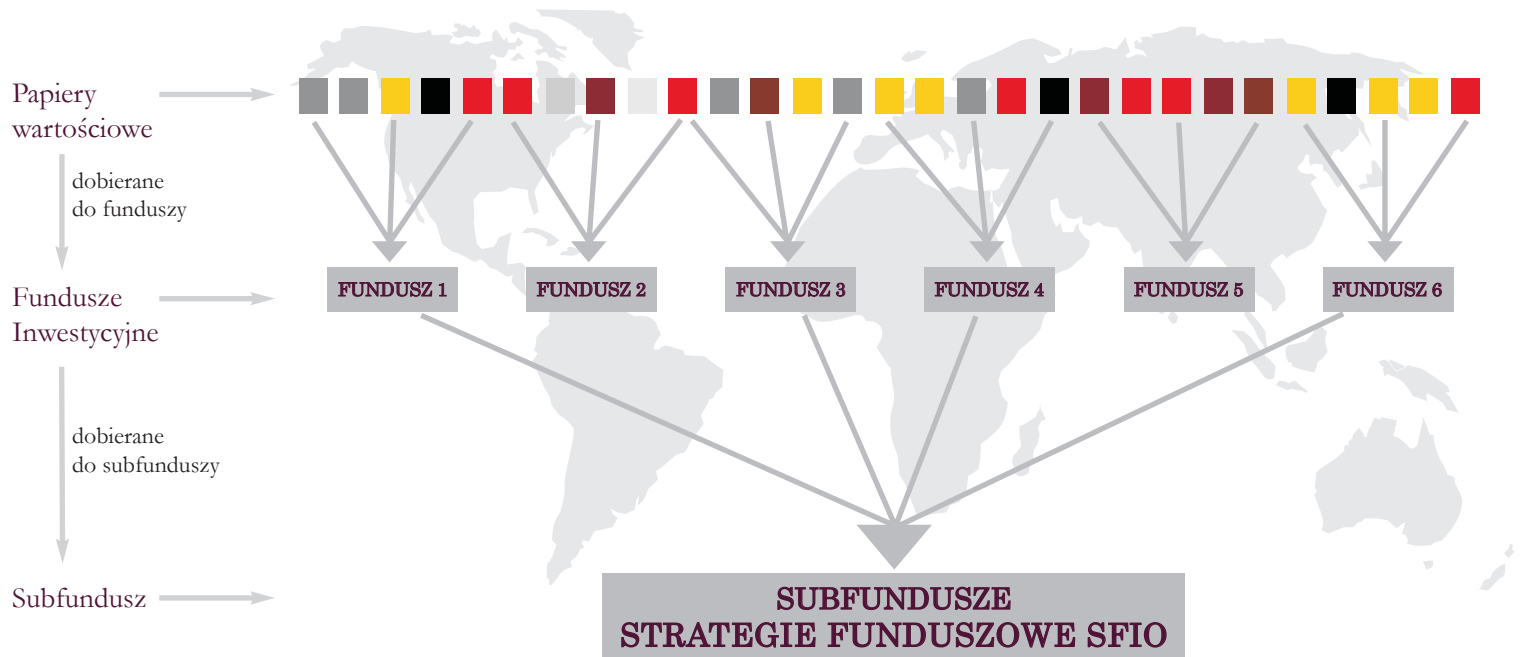 Papiery
wartościowe
dobierane
do funduszy
Fundusze
Inwestycyjne
FUNDUSZ 1
FUNDUSZ 2
FUNDUSZ 3
FUNDUSZ 4
FUNDUSZ 5
FUNDUSZ 6
dobierane
do subfunduszy
Subfundusz
SUBFUNDUSZE
STRATEGIE FUNDUSZOWE SFIO